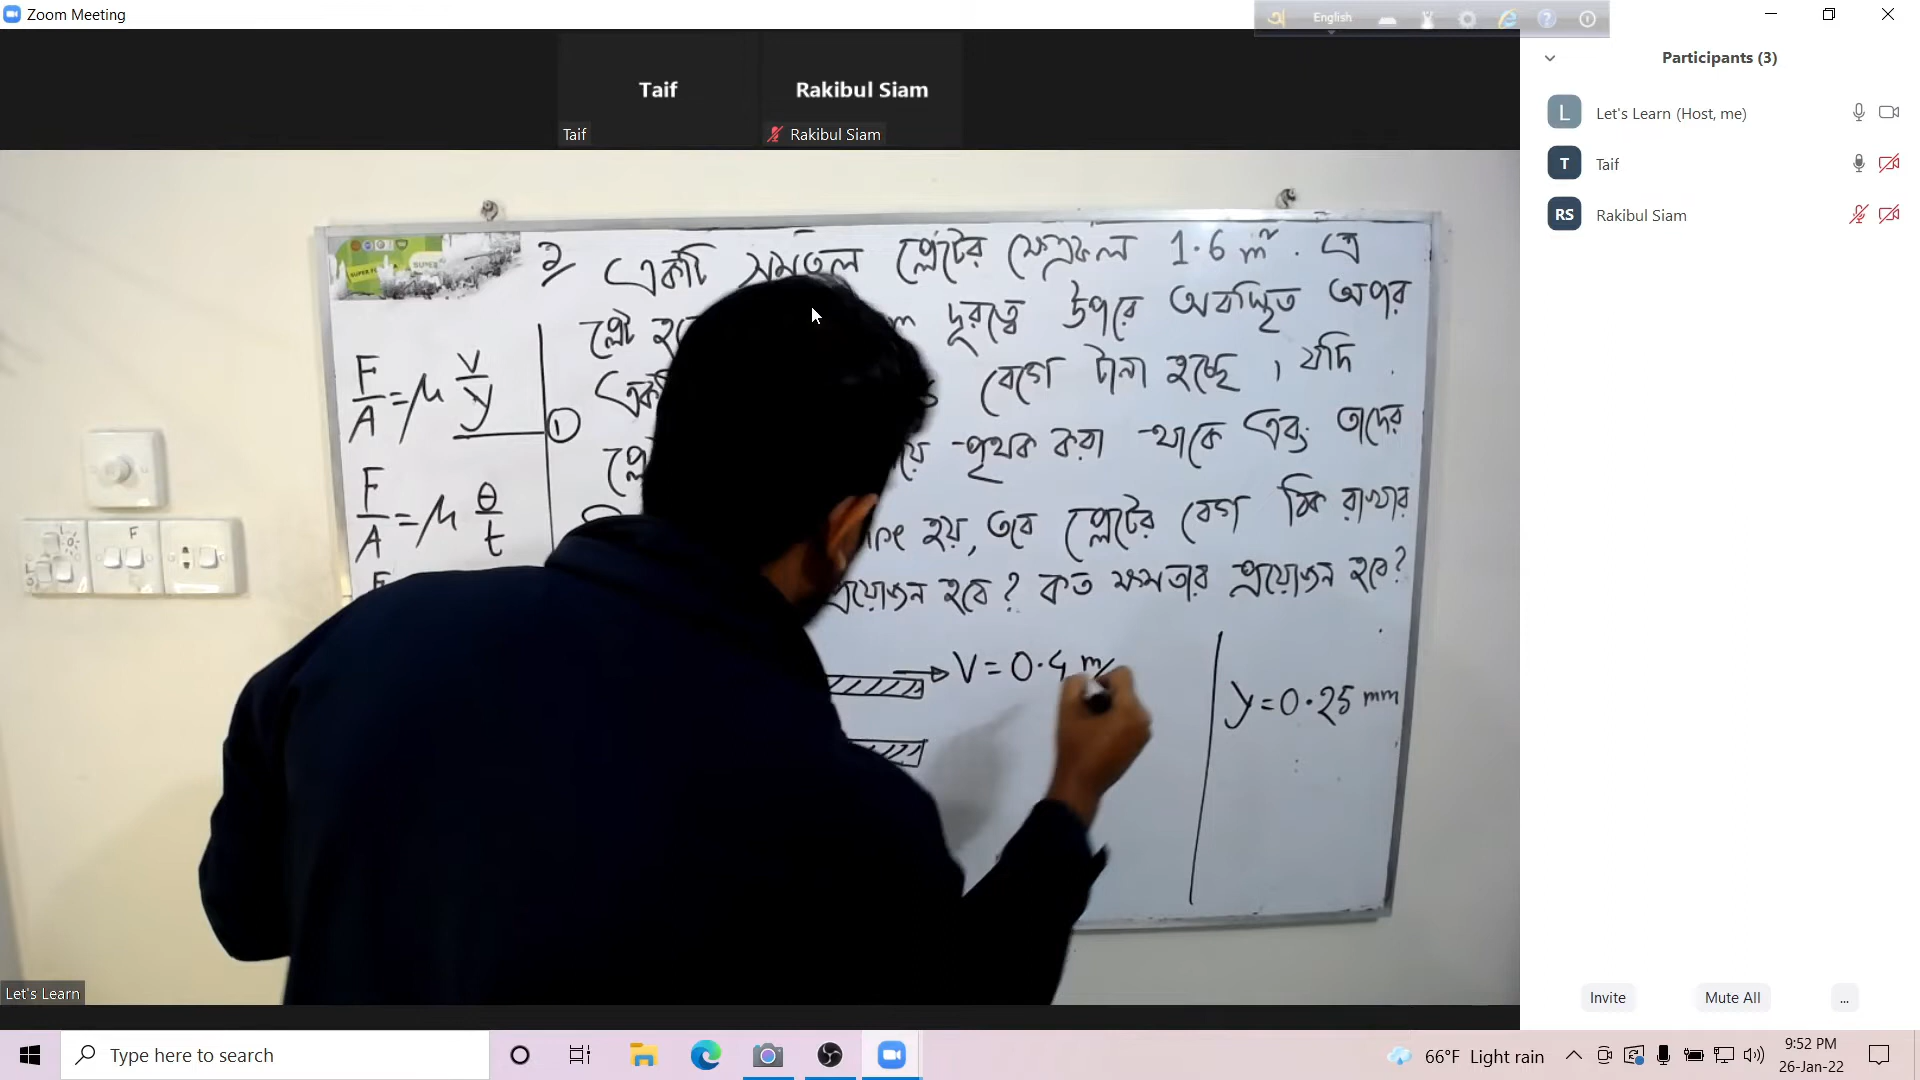 Zoom Meeting
English
Taif
Rakibul Siam
Taif
Rakibul Siam
Participants (3)
L Let's Learn (Host, me)
T Taif
RS Rakibul Siam
২ একটি সমতল প্লেটের ক্ষেত্রফল 1.6 m². এ
প্লেট m দূরত্বে উপরে অবস্থিত অপর
বেগে টানা হচ্ছে । যদি
পৃথক করা থাকে এবং তাদের
হয়, তবে প্লেটের বেগ ঠিক রাখার
প্রয়োজন হবে? কত ক্ষমতার প্রয়োজন হবে?
F/A = μ V/y ①
F/A = μ θ/t
V = 0.4 m/
y = 0.25 mm
Let's Learn
Invite
Mute All
...
Type here to search
66°F Light rain
9:52 PM
26-Jan-22